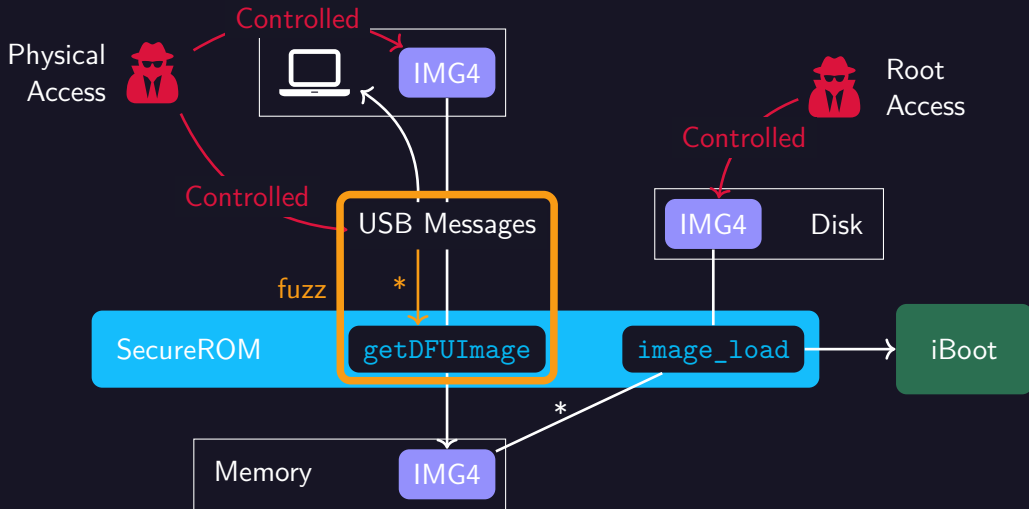 Controlled
Physical
Access
IMG4
Root
Access
Controlled
Controlled
USB Messages
IMG4
Disk
fuzz
*
SecureROM
getDFUImage
image_load
iBoot
*
Memory
IMG4